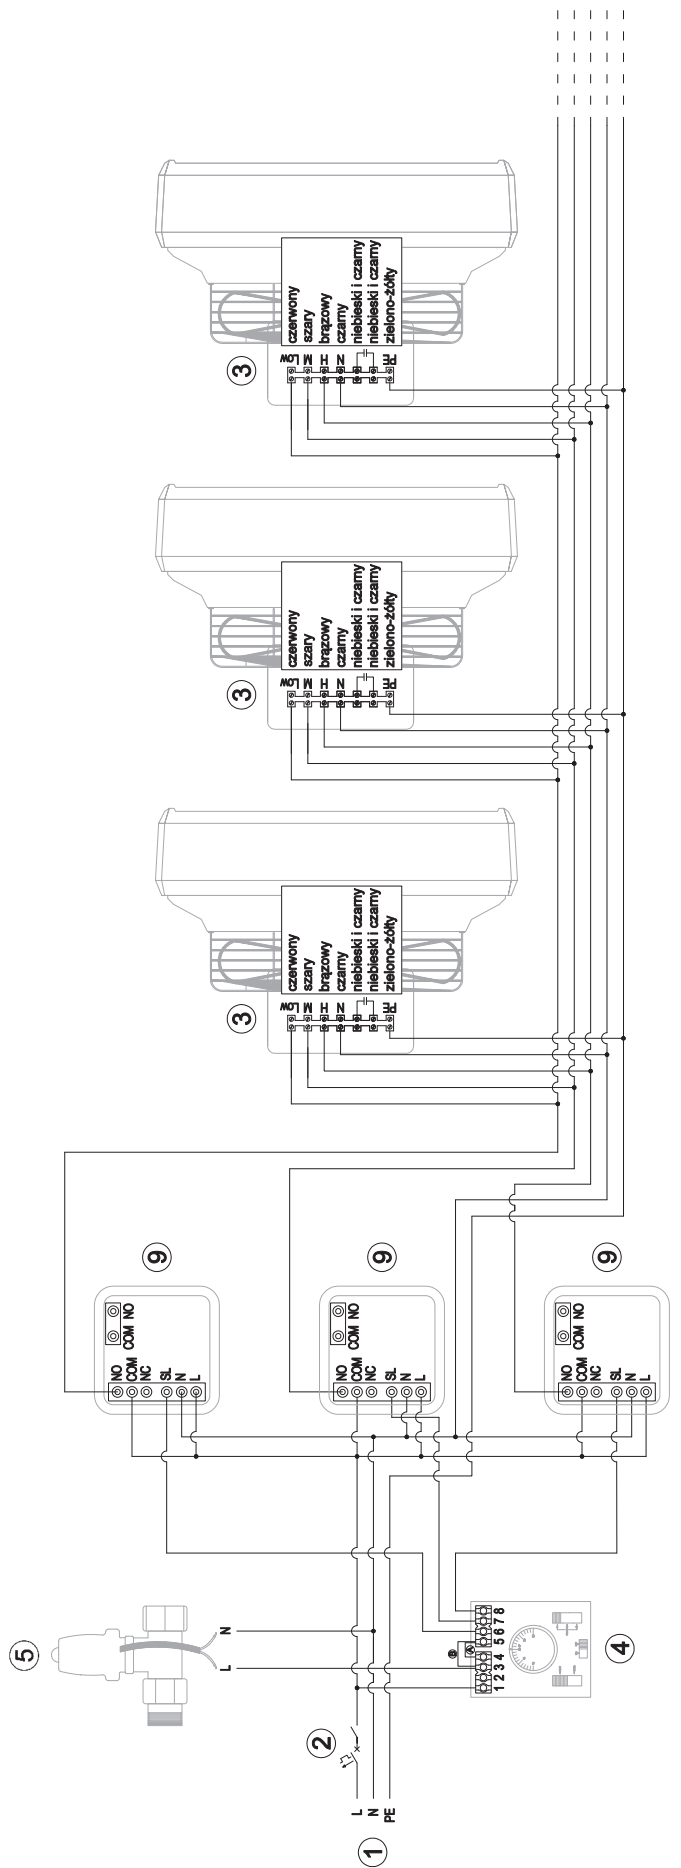 czerwony
szary
brązowy
czarny
niebieski i czarny
niebieski i czarny
zielono-żółty
Low
M
H
N
PE
3
czerwony
szary
brązowy
czarny
niebieski i czarny
niebieski i czarny
zielono-żółty
Low
M
H
N
PE
3
czerwony
szary
brązowy
czarny
niebieski i czarny
niebieski i czarny
zielono-żółty
Low
M
H
N
PE
3
9
COM NO
NO
COM
NC
SL
N
L
9
COM NO
NO
COM
NC
SL
N
L
9
COM NO
NO
COM
NC
SL
N
L
5
N
L
4
1 2 3 4 5 6 7 8
A
B
2
L
N
PE
1